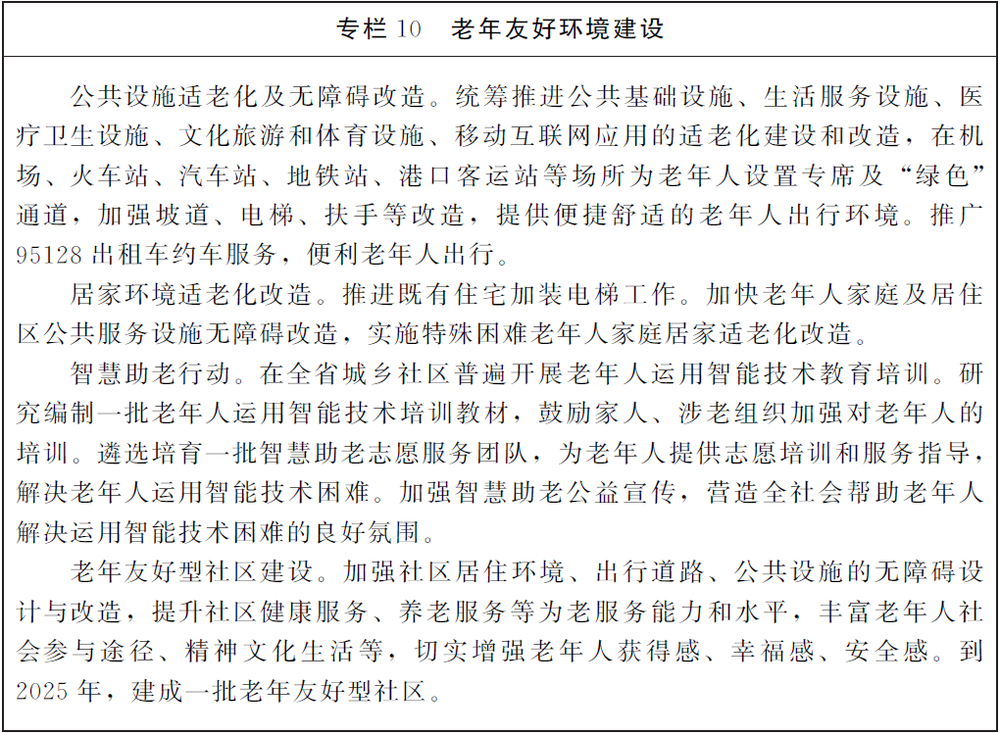 专栏 10 老年友好环境建设
公共设施适老化及无障碍改造。统筹推进公共基础设施、生活服务设施、医
疗卫生设施、文化旅游和体育设施、移动互联网应用的适老化建设和改造，在机
场、火车站、汽车站、地铁站、港口客运站等场所为老年人设置专席及“绿色”
通道，加强坡道、电梯、扶手等改造，提供便捷舒适的老年人出行环境。推广
95128 出租车约车服务，便利老年人出行。
居家环境适老化改造。推进既有住宅加装电梯工作。加快老年人家庭及居住
区公共服务设施无障碍改造，实施特殊困难老年人家庭居家适老化改造。
智慧助老行动。在全省城乡社区普遍开展老年人运用智能技术教育培训。研
究编制一批老年人运用智能技术培训教材，鼓励家人、涉老组织加强对老年人的
培训。遴选培育一批智慧助老志愿服务团队，为老年人提供志愿培训和服务指导，
解决老年人运用智能技术困难。加强智慧助老公益宣传，营造全社会帮助老年人
解决运用智能技术困难的良好氛围。
老年友好型社区建设。加强社区居住环境、出行道路、公共设施的无障碍设
计与改造，提升社区健康服务、养老服务等为老服务能力和水平，丰富老年人社
会参与途径、精神文化生活等，切实增强老年人获得感、幸福感、安全感。到
2025 年，建成一批老年友好型社区。